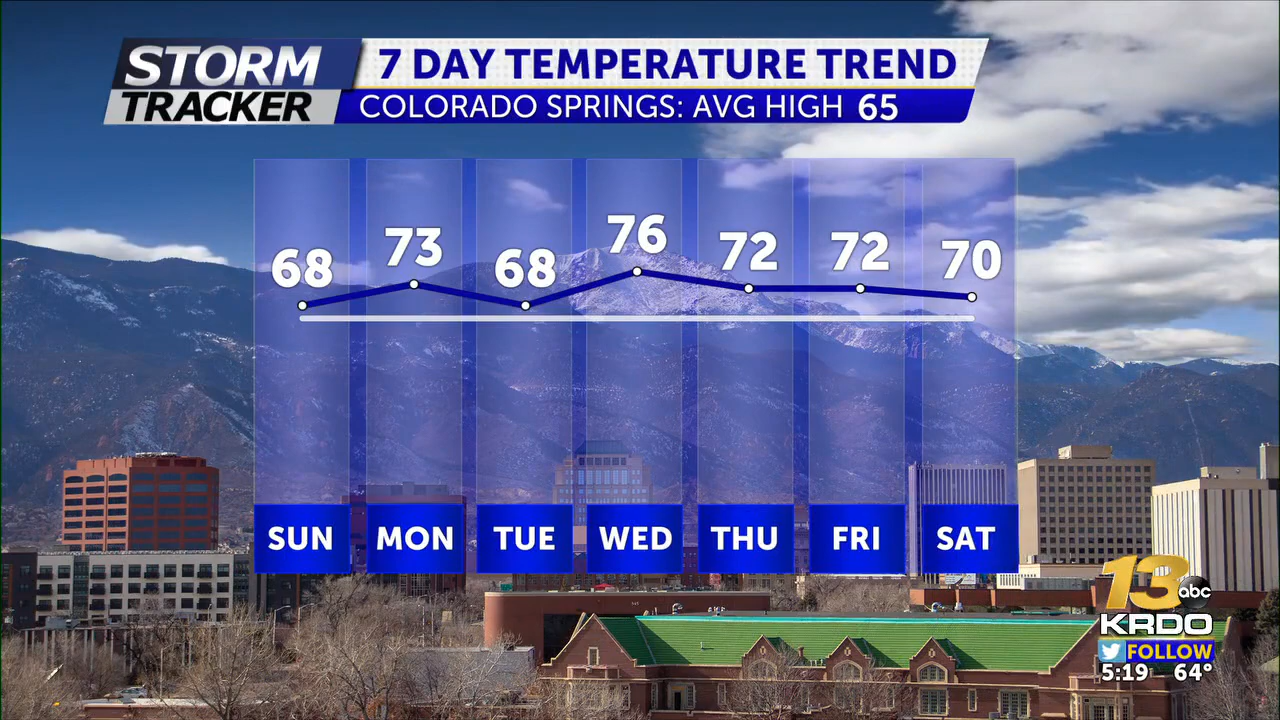 STORM
TRACKER
7 DAY TEMPERATURE TREND
COLORADO SPRINGS: AVG HIGH 65
68 73 68 76 72 72 70
SUN MON TUE WED THU FRI SAT
13 abc
KRDO
FOLLOW
5:19 64°